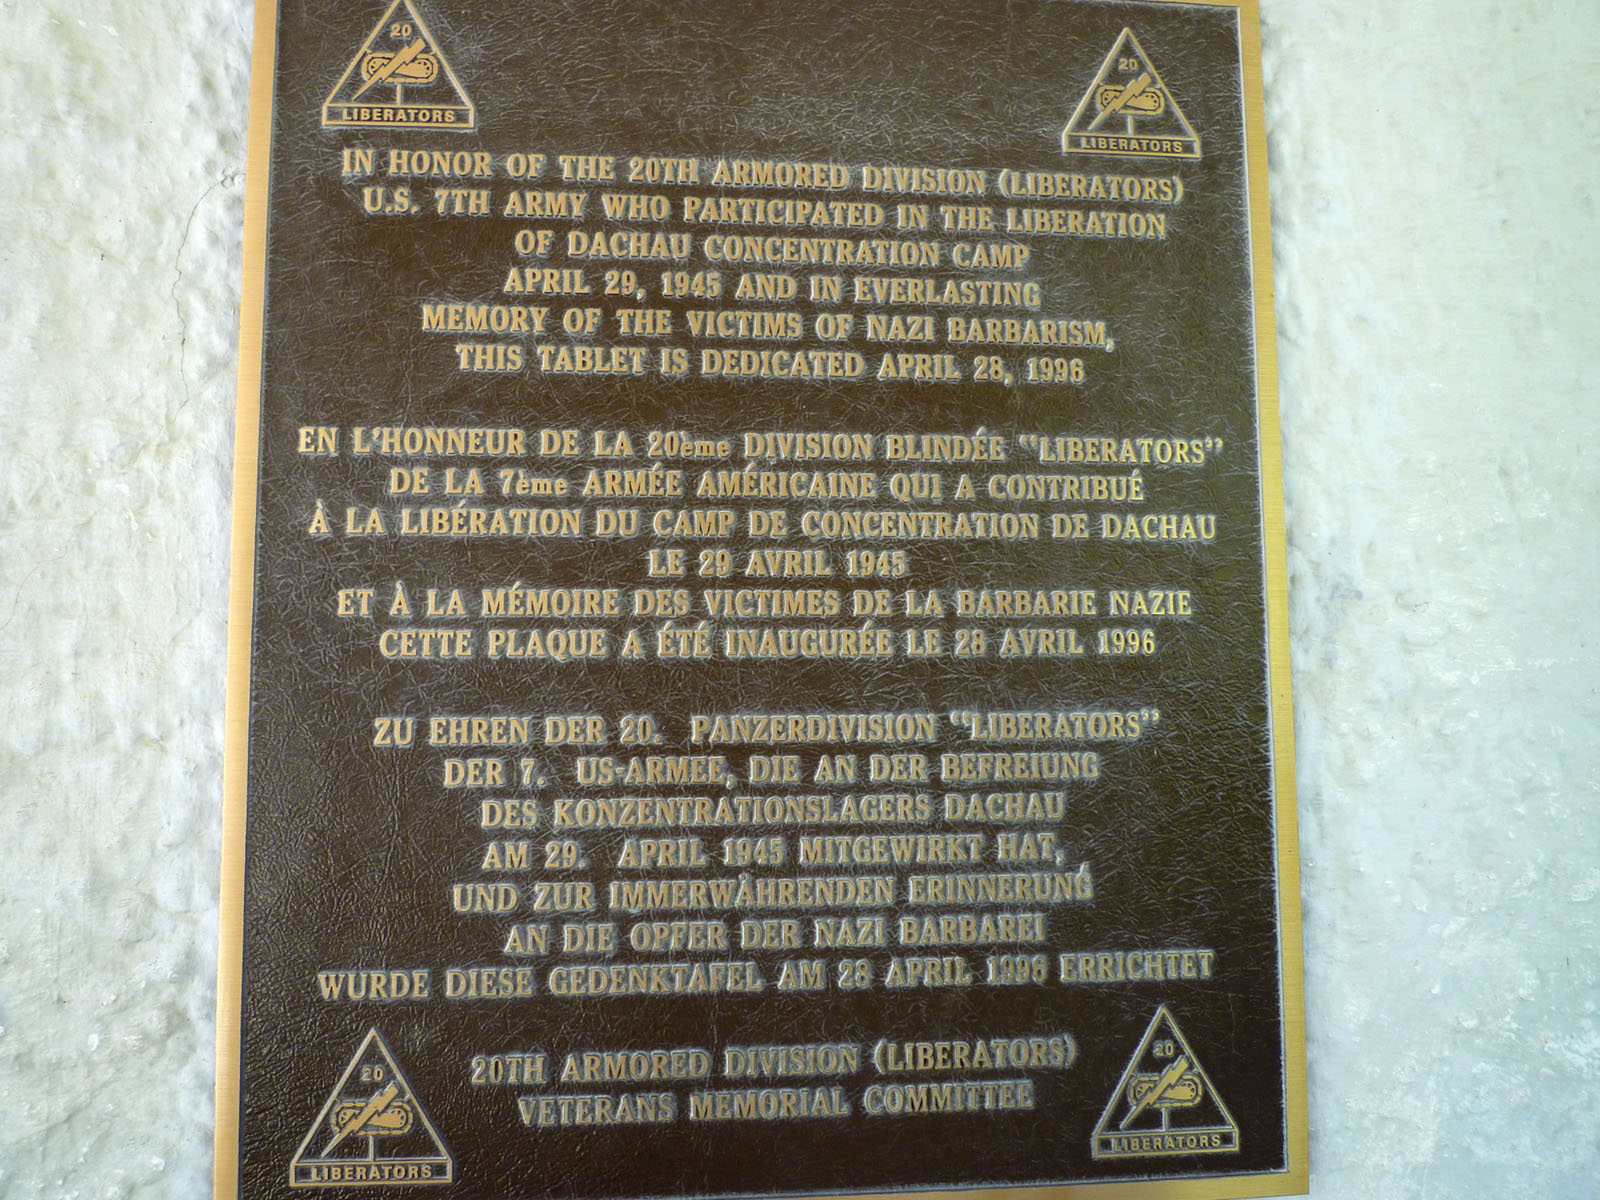 20
LIBERATORS
20
LIBERATORS
IN HONOR OF THE 20TH ARMORED DIVISION (LIBERATORS)
U.S. 7TH ARMY WHO PARTICIPATED IN THE LIBERATION
OF DACHAU CONCENTRATION CAMP
APRIL 29, 1945 AND IN EVERLASTING
MEMORY OF THE VICTIMS OF NAZI BARBARISM,
THIS TABLET IS DEDICATED APRIL 28, 1996
EN L'HONNEUR DE LA 20ème DIVISION BLINDÉE "LIBERATORS"
DE LA 7ème ARMÉE AMÉRICAINE QUI A CONTRIBUÉ
À LA LIBÉRATION DU CAMP DE CONCENTRATION DE DACHAU
LE 29 AVRIL 1945
ET À LA MÉMOIRE DES VICTIMES DE LA BARBARIE NAZIE
CETTE PLAQUE A ÉTÉ INAUGURÉE LE 28 AVRIL 1996
ZU EHREN DER 20. PANZERDIVISION "LIBERATORS"
DER 7. US-ARMEE, DIE AN DER BEFREIUNG
DES KONZENTRATIONSLAGERS DACHAU
AM 29. APRIL 1945 MITGEWIRKT HAT,
UND ZUR IMMERWÄHRENDEN ERINNERUNG
AN DIE OPFER DER NAZI BARBAREI
WURDE DIESE GEDENKTAFEL AM 28 APRIL 1996 ERRICHTET
20TH ARMORED DIVISION (LIBERATORS)
VETERANS MEMORIAL COMMITTEE
20
LIBERATORS
20
LIBERATORS